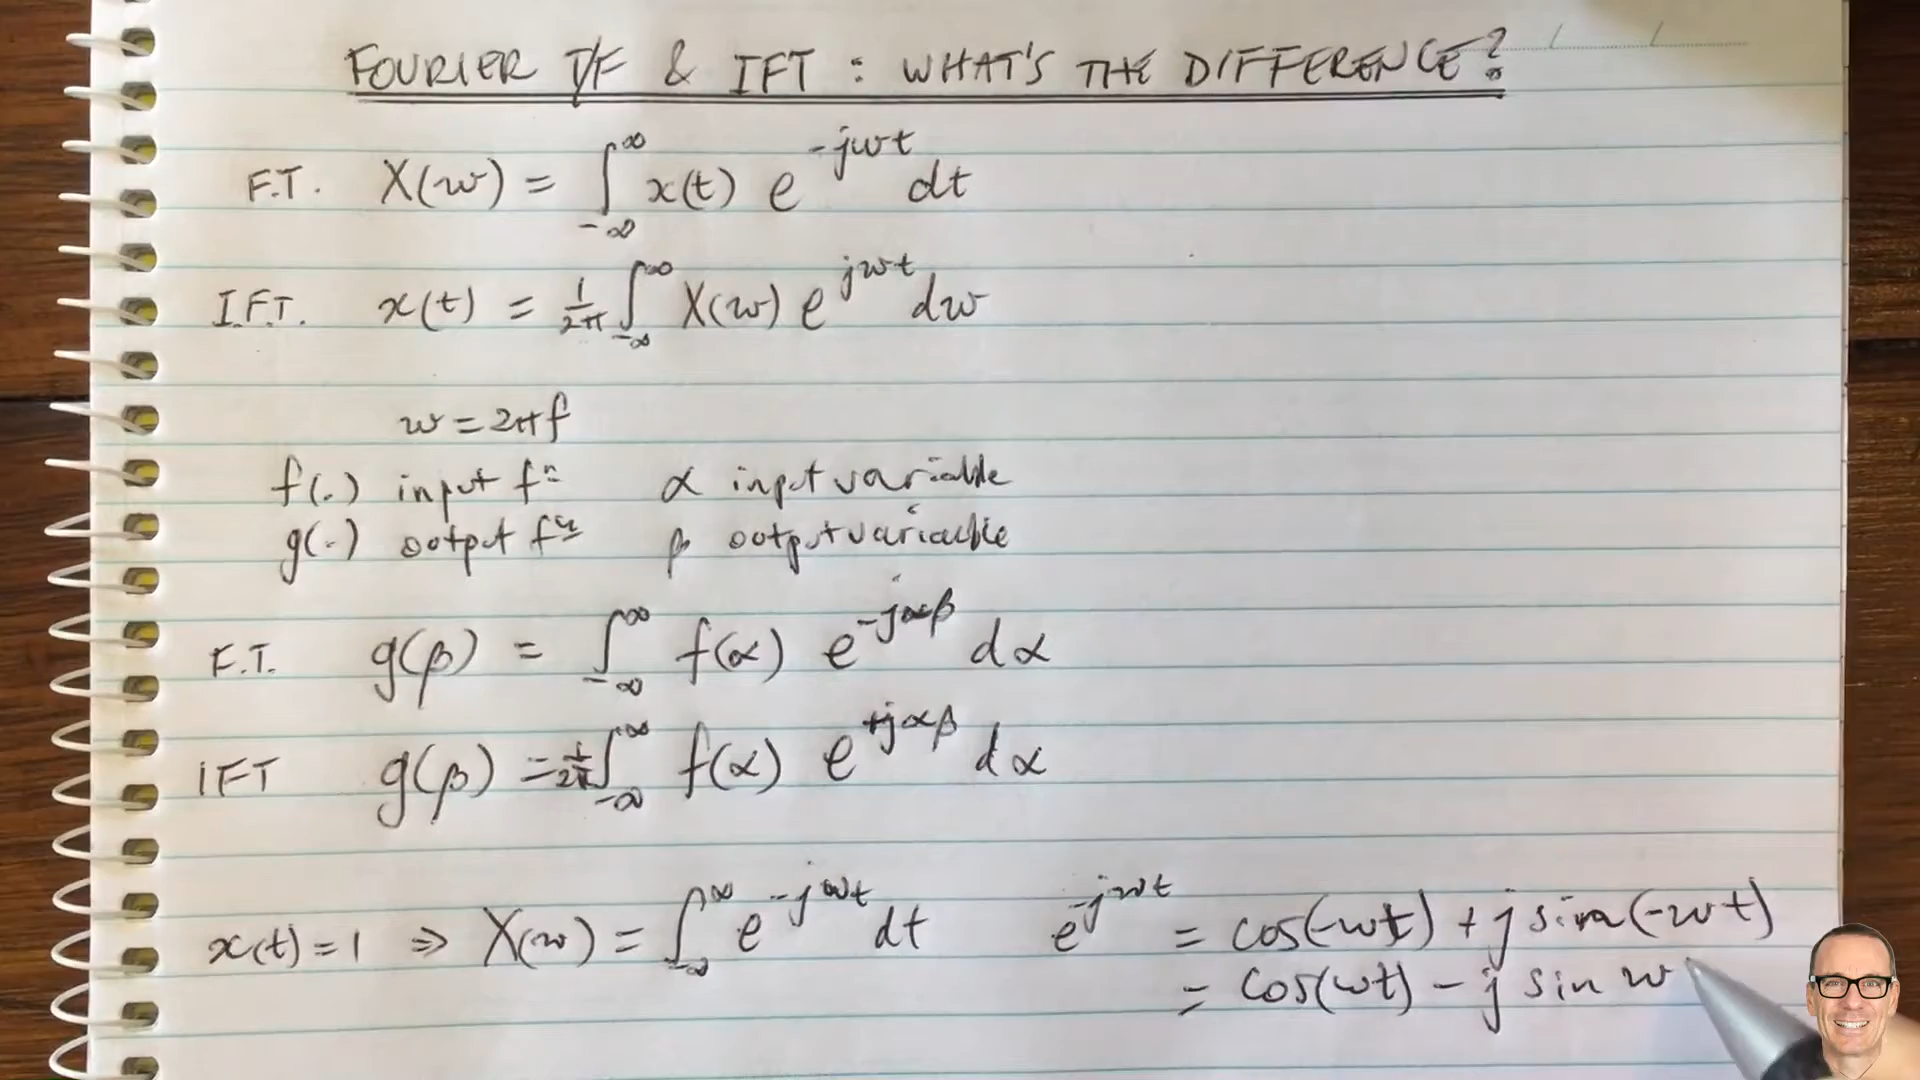 FOURIER T/F & IFT : WHAT'S THE DIFFERENCE?
F.T. X(w) = ∫_{-∞}^{∞} x(t) e^{-jwt} dt
I.F.T. x(t) = 1/2π ∫_{-∞}^{∞} X(w) e^{jwt} dw
w = 2πf
f(.) input fⁿ α input variable
g(.) output fⁿ β output variable
F.T. g(β) = ∫_{-∞}^{∞} f(α) e^{-jαβ} dα
IFT g(β) = 1/2π ∫_{-∞}^{∞} f(α) e^{+jαβ} dα
x(t) = 1 ⇒ X(w) = ∫_{-∞}^{∞} e^{-jwt} dt e^{-jwt} = cos(-wt) + j sin(-wt)
= cos(wt) - j sin w